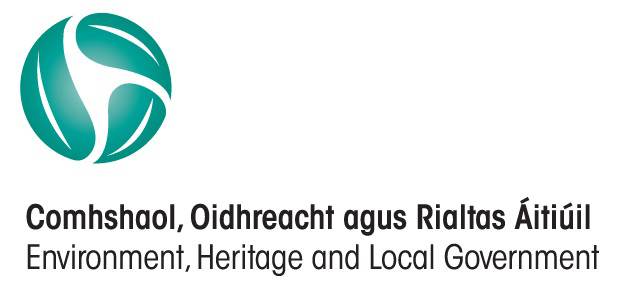 Comhshaol, Oidhreacht agus Rialtas Áitiúil
Environment, Heritage and Local Government